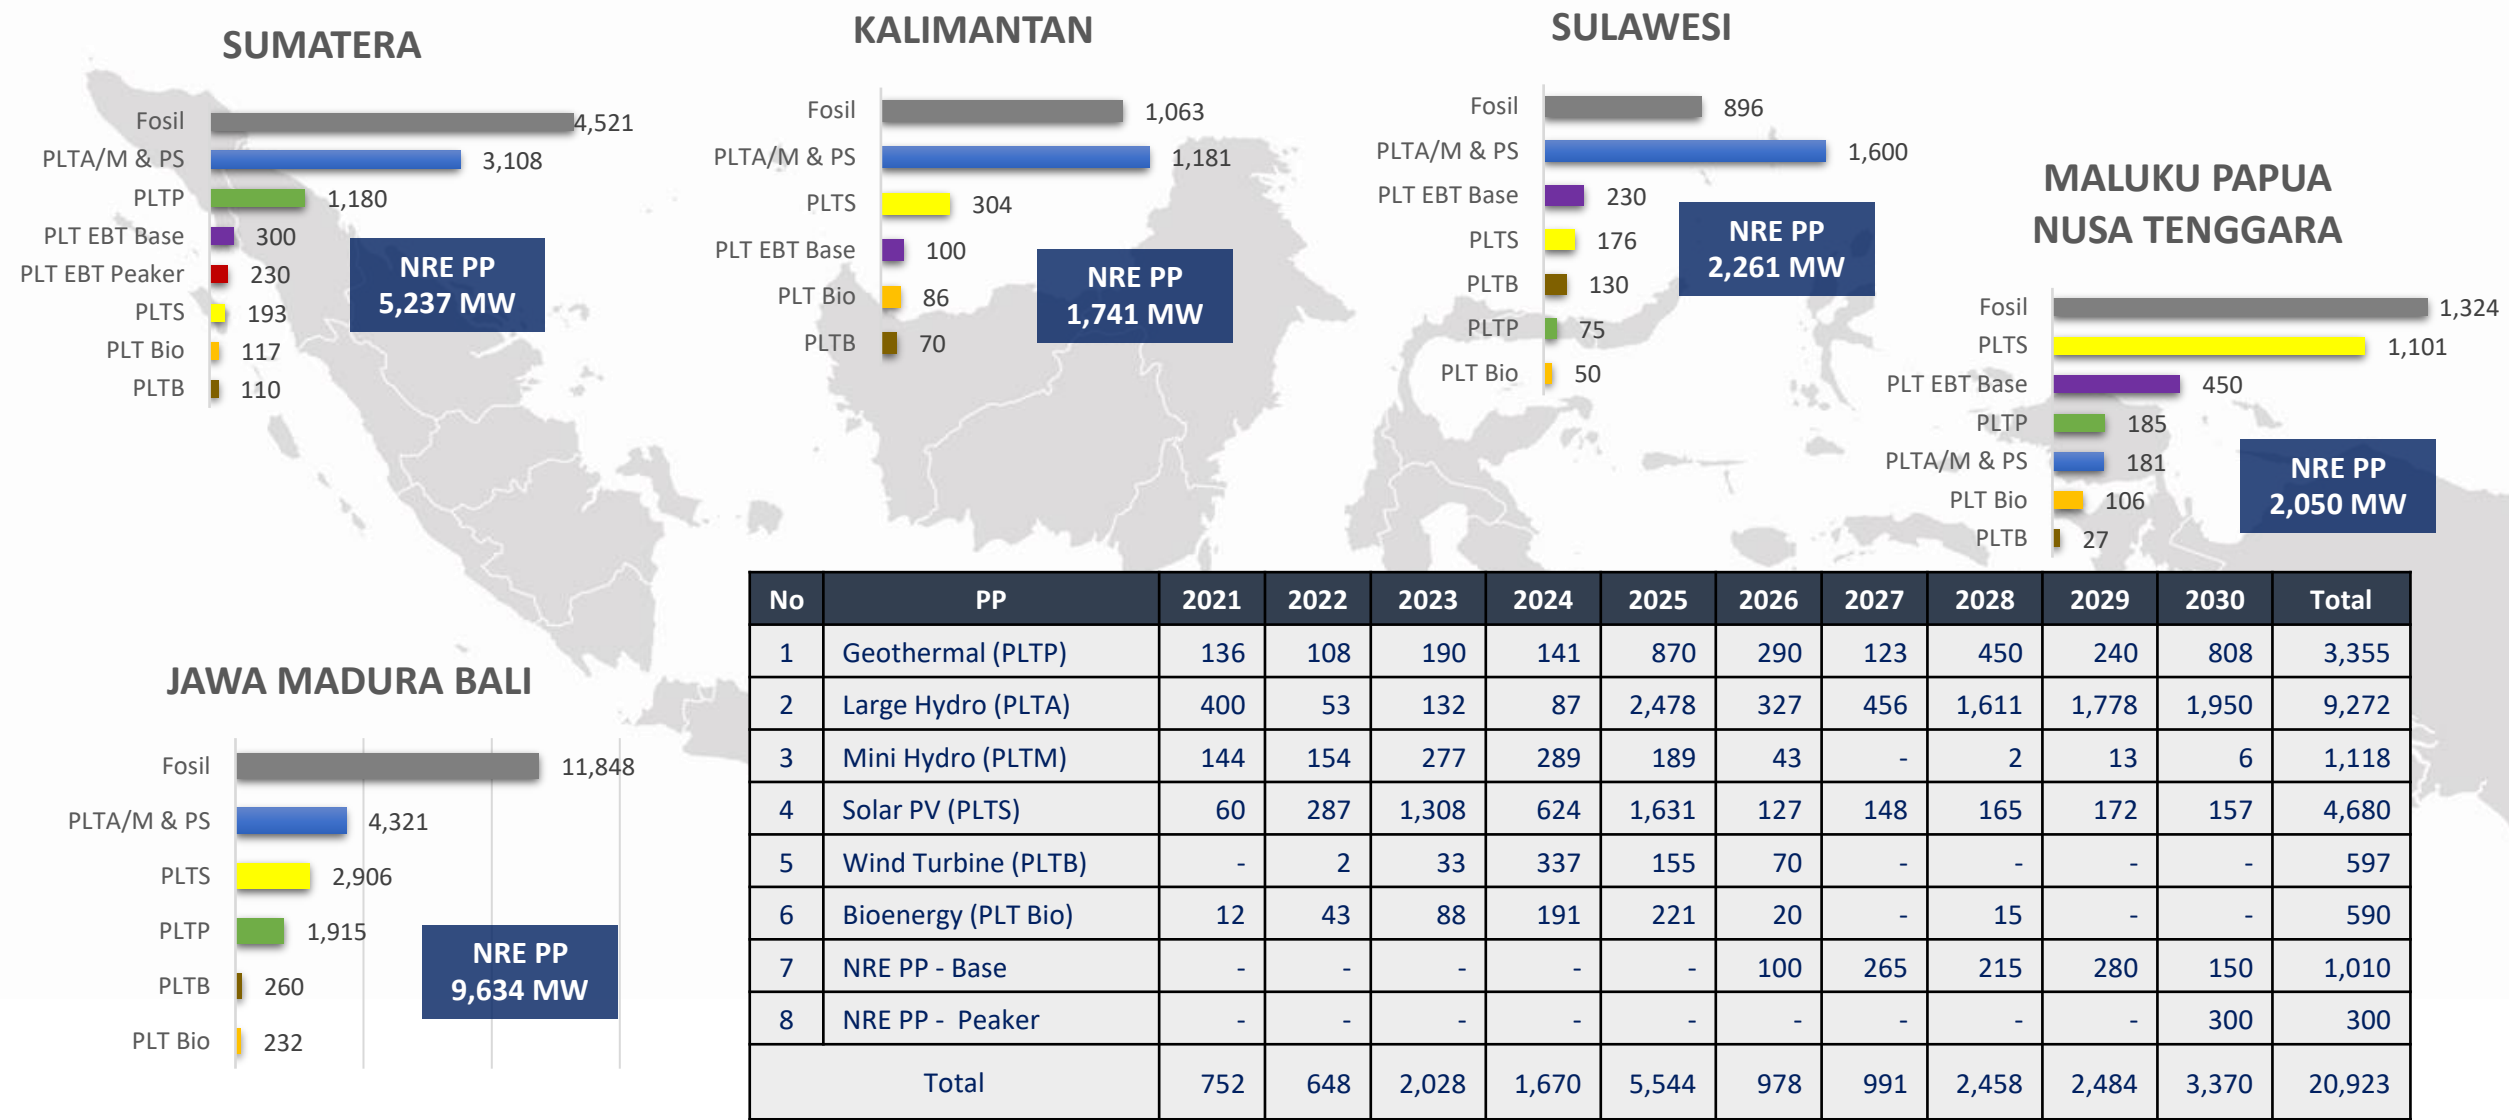 SUMATERA
Fosil 4,521
PLTA/M & PS 3,108
PLTP 1,180
PLT EBT Base 300
PLT EBT Peaker 230
PLTS 193
PLT Bio 117
PLTB 110
NRE PP
5,237 MW
KALIMANTAN
Fosil 1,063
PLTA/M & PS 1,181
PLTS 304
PLT EBT Base 100
PLT Bio 86
PLTB 70
NRE PP
1,741 MW
SULAWESI
Fosil 896
PLTA/M & PS 1,600
PLT EBT Base 230
PLTS 176
PLTB 130
PLTP 75
PLT Bio 50
NRE PP
2,261 MW
MALUKU PAPUA
NUSA TENGGARA
Fosil 1,324
PLTS 1,101
PLT EBT Base 450
PLTP 185
PLTA/M & PS 181
PLT Bio 106
PLTB 27
NRE PP
2,050 MW
JAWA MADURA BALI
Fosil 11,848
PLTA/M & PS 4,321
PLTS 2,906
PLTP 1,915
PLTB 260
PLT Bio 232
NRE PP
9,634 MW
No PP 2021 2022 2023 2024 2025 2026 2027 2028 2029 2030 Total
1 Geothermal (PLTP) 136 108 190 141 870 290 123 450 240 808 3,355
2 Large Hydro (PLTA) 400 53 132 87 2,478 327 456 1,611 1,778 1,950 9,272
3 Mini Hydro (PLTM) 144 154 277 289 189 43 - 2 13 6 1,118
4 Solar PV (PLTS) 60 287 1,308 624 1,631 127 148 165 172 157 4,680
5 Wind Turbine (PLTB) - 2 33 337 155 70 - - - - 597
6 Bioenergy (PLT Bio) 12 43 88 191 221 20 - 15 - - 590
7 NRE PP - Base - - - - - 100 265 215 280 150 1,010
8 NRE PP - Peaker - - - - - - - - - 300 300
Total 752 648 2,028 1,670 5,544 978 991 2,458 2,484 3,370 20,923